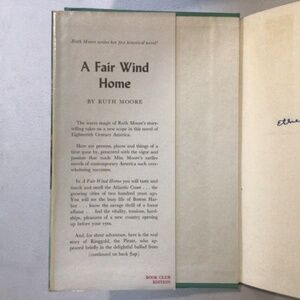 Ruth Moore writes her first historical novel!
A Fair Wind
Home
BY RUTH MOORE
The warm magic of Ruth Moore's story-
telling takes on a new scope in this novel of
Eighteenth Century America.
Here are persons, places and things of a
time gone by, presented with the vigor and
passion that made Miss Moore's earlier
novels of contemporary America such over-
whelming successes.
In A Fair Wind Home you will taste and
touch and smell the Atlantic Coast . . . the
growing cities of two hundred years ago.
You will see the busy life of Boston Har-
bor . . . know the savage thrill of a forest
affair . . . feel the vitality, tension, hard-
ships, pleasures of a new country opening
up before your eyes.
And, for sheer adventure, here is the real
story of Ringgold, the Pirate, who ap-
peared briefly in the delightful ballad from
(continued on back flap)
BOOK CLUB
EDITION